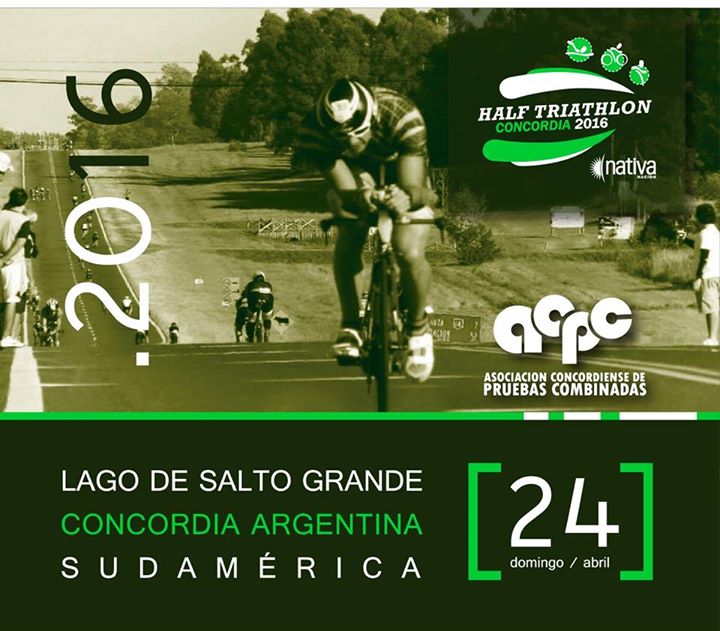 .2016
HALF TRIATHLON
CONCORDIA 2016
nativa
NACIÓN
acpc
ASOCIACION CONCORDIENSE DE
PRUEBAS COMBINADAS
LAGO DE SALTO GRANDE
CONCORDIA ARGENTINA
SUDAMÉRICA
24
domingo / abril